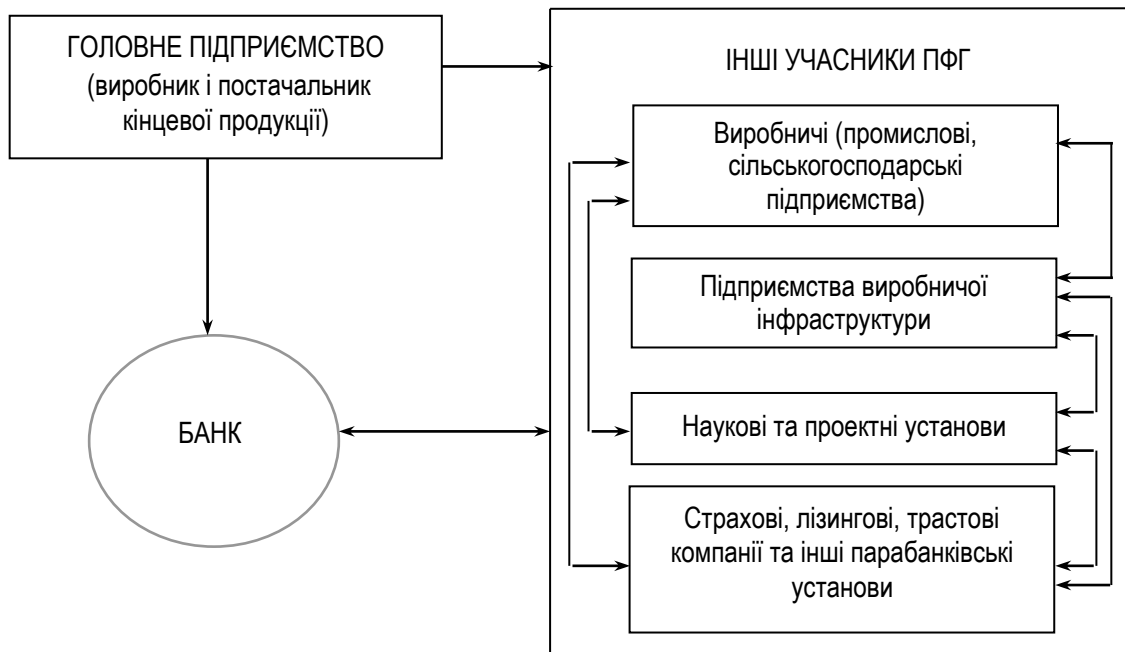 ГОЛОВНЕ ПІДПРИЄМСТВО
(виробник і постачальник
кінцевої продукції)
ІНШІ УЧАСНИКИ ПФГ
Виробничі (промислові,
сільськогосподарські
підприємства)
Підприємства виробничої
інфраструктури
БАНК
Наукові та проектні установи
Страхові, лізингові, трастові
компанії та інші парабанківські
установи